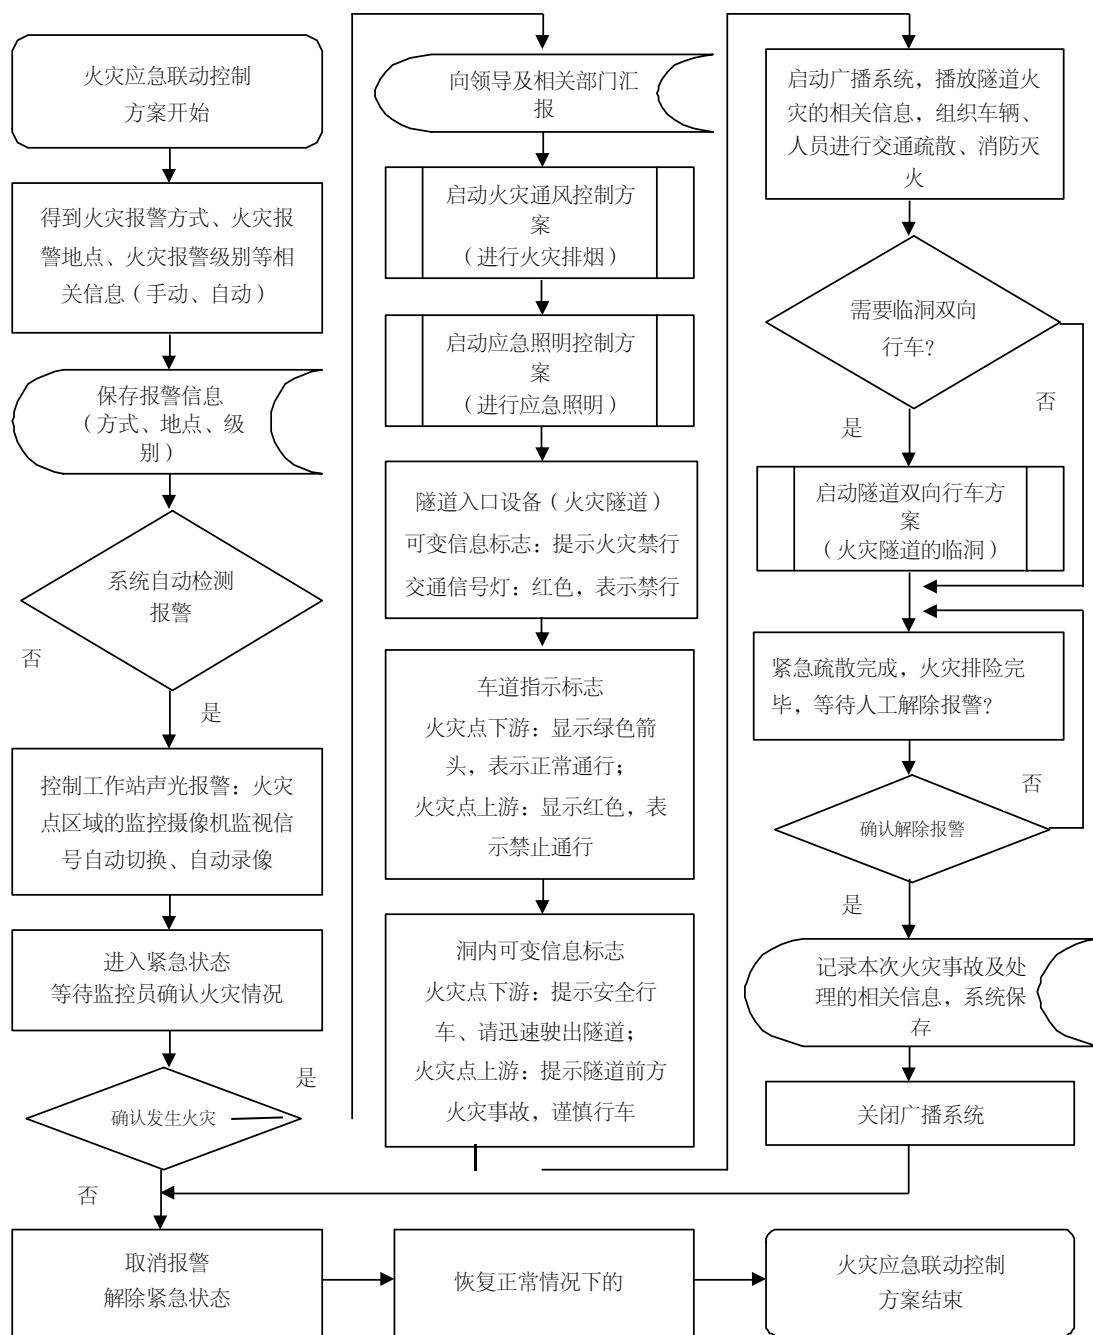 火灾应急联动控制
方案开始
得到火灾报警方式、火灾报
警地点、火灾报警级别等相
关信息（手动、自动）
保存报警信息
（方式、地点、级
别）
系统自动检测
报警
否
是
控制工作站声光报警：火灾
点区域的监控摄像机监视信
号自动切换、自动录像
进入紧急状态
等待监控员确认火灾情况
是
确认发生火灾
否
取消报警
解除紧急状态
向领导及相关部门汇
报
启动火灾通风控制方
案
（进行火灾排烟）
启动应急照明控制方
案
（进行应急照明）
隧道入口设备（火灾隧道）
可变信息标志：提示火灾禁行
交通信号灯：红色，表示禁行
车道指示标志
火灾点下游：显示绿色箭
头，表示正常通行；
火灾点上游：显示红色，表
示禁止通行
洞内可变信息标志
火灾点下游：提示安全行
车、请迅速驶出隧道；
火灾点上游：提示隧道前方
火灾事故，谨慎行车
恢复正常情况下的
启动广播系统，播放隧道火
灾的相关信息，组织车辆、
人员进行交通疏散、消防灭
火
需要临洞双向
行车？
否
是
启动隧道双向行车方
案
（火灾隧道的临洞）
紧急疏散完成，火灾排险完
毕，等待人工解除报警？
否
确认解除报警
是
记录本次火灾事故及处
理的相关信息，系统保
存
关闭广播系统
火灾应急联动控制
方案结束